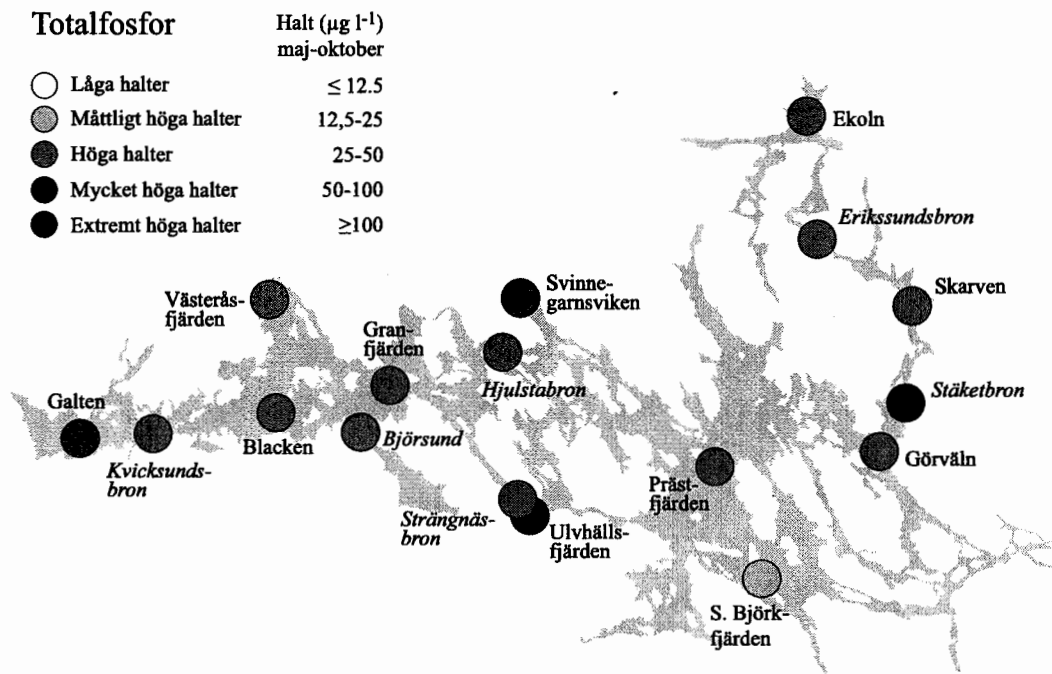 Totalfosfor
Halt (µg l⁻¹)
maj-oktober
Låga halter ≤ 12.5
Måttligt höga halter 12,5-25
Höga halter 25-50
Mycket höga halter 50-100
Extremt höga halter ≥100
Ekoln
Erikssundsbron
Skarven
Svinne-
garnsviken
Västerås-
fjärden
Gran-
fjärden
Hjulstabron
Stäketbron
Galten
Kvicksunds-
bron
Blacken
Björsund
Görväln
Präst-
fjärden
Strängnäs-
bron
Ulvhälls-
fjärden
S. Björk-
fjärden